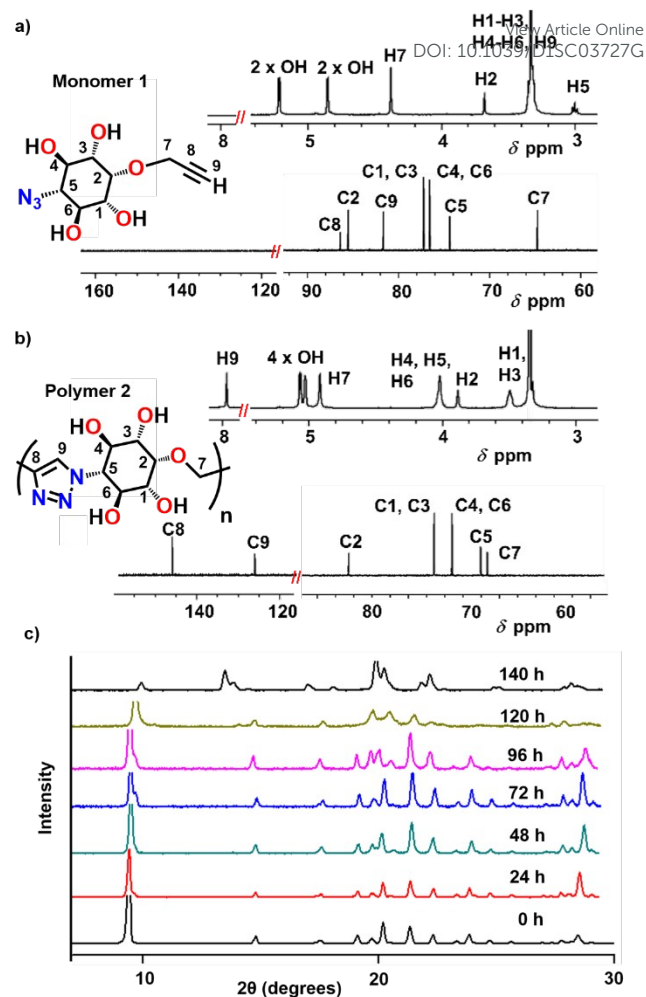 a)
View Article Online
DOI: 10.1039/D1SC03727G
Monomer 1
2 x OH
2 x OH
H7
H1-H3,
H4-H6, H9
H2
H5
8
5
4
3
δ ppm
HO
OH
3
4
2
5
6
1
N3
HO
OH
O
7
8
9
H
C8
C2
C9
C1, C3
C4, C6
C5
C7
160
140
120
90
80
70
60
δ ppm
b)
Polymer 2
H9
4 x OH
H7
H4, H5,
H6
H2
H1,
H3
8
5
4
3
δ ppm
HO
OH
8
9
N
N
N
4
3
5
2
6
1
O
7
HO
OH
n
C8
C9
C2
C1, C3
C4, C6
C5
C7
140
120
80
70
60
δ ppm
c)
140 h
120 h
96 h
72 h
48 h
24 h
0 h
Intensity
10
20
30
2θ (degrees)